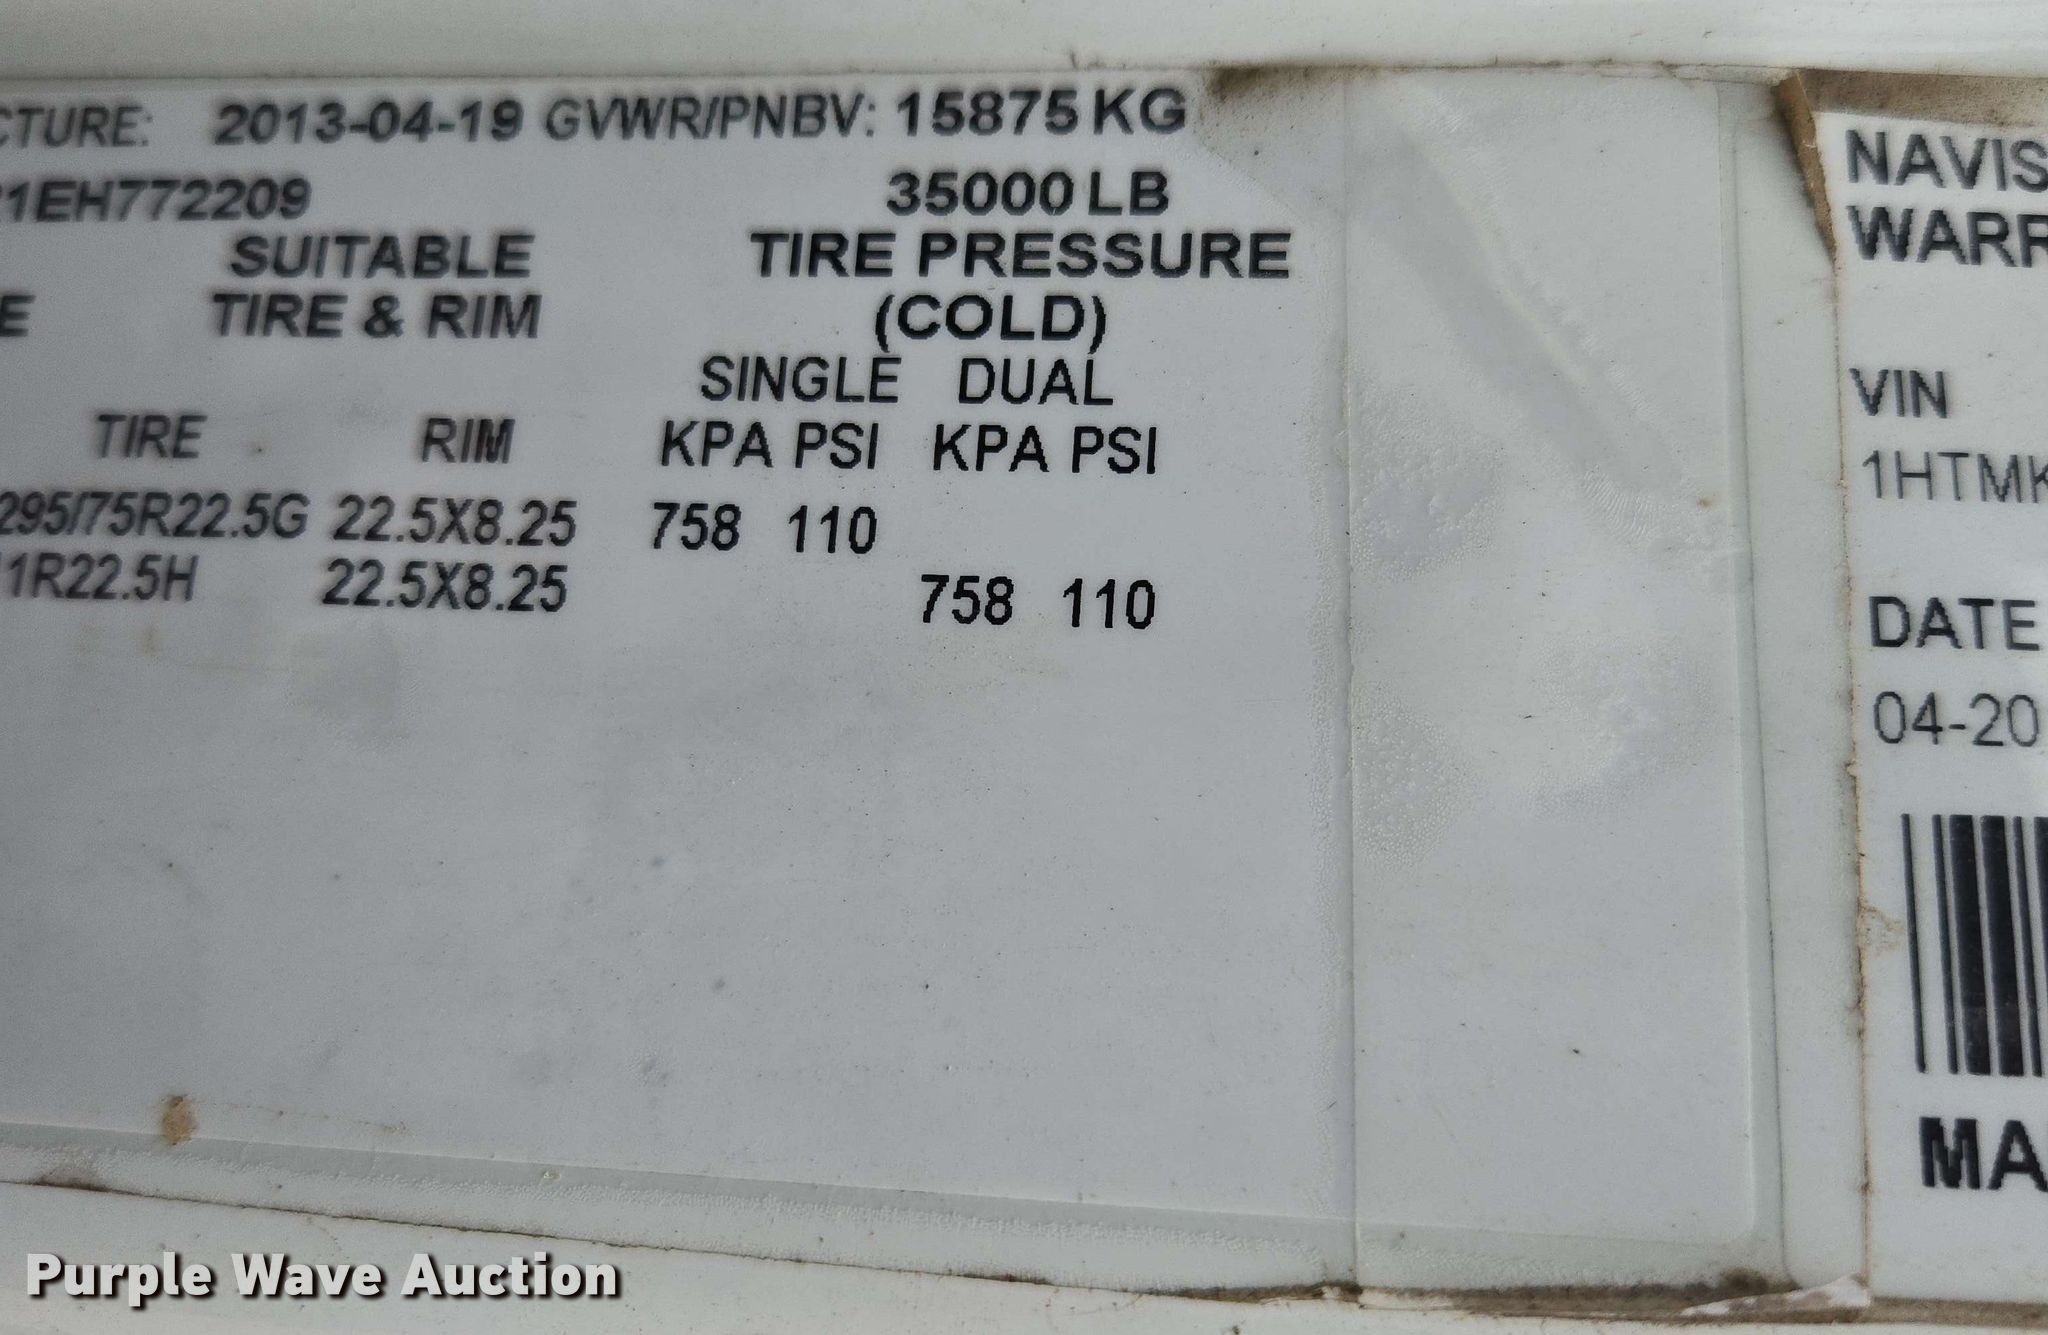 CTURE: 2013-04-19 GVWR/PNBV: 15875 KG
1EH772209 35000 LB
SUITABLE TIRE PRESSURE
E TIRE & RIM (COLD)
SINGLE DUAL
TIRE RIM KPA PSI KPA PSI
295/75R22.5G 22.5X8.25 758 110
1R22.5H 22.5X8.25 758 110
NAVIS
WARR
VIN
1HTMK
DATE
04-20
MA
Purple Wave Auction